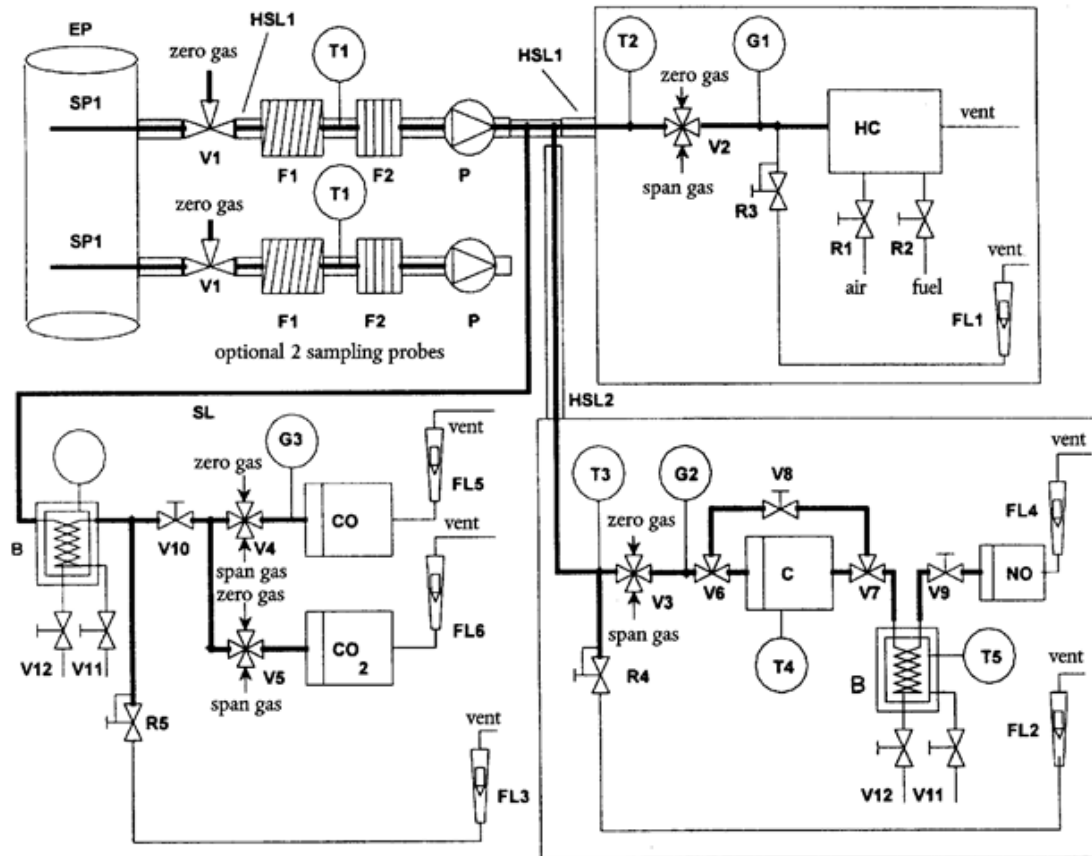 EP
HSL1
zero gas
T1
SP1
V1
F1
F2
P
HSL1
zero gas
T1
SP1
V1
F1
F2
P
optional 2 sampling probes
T2
G1
zero gas
HC
vent
V2
span gas
R3
R1
R2
air
fuel
vent
FL1
SL
HSL2
G3
vent
zero gas
FL5
CO
vent
B
V10
V4
span gas
zero gas
FL6
CO
2
V12
V11
V5
span gas
R5
vent
FL3
T3
G2
V8
vent
FL4
zero gas
C
NO
V3
V6
V7
V9
span gas
T4
T5
R4
B
vent
FL2
V12
V11